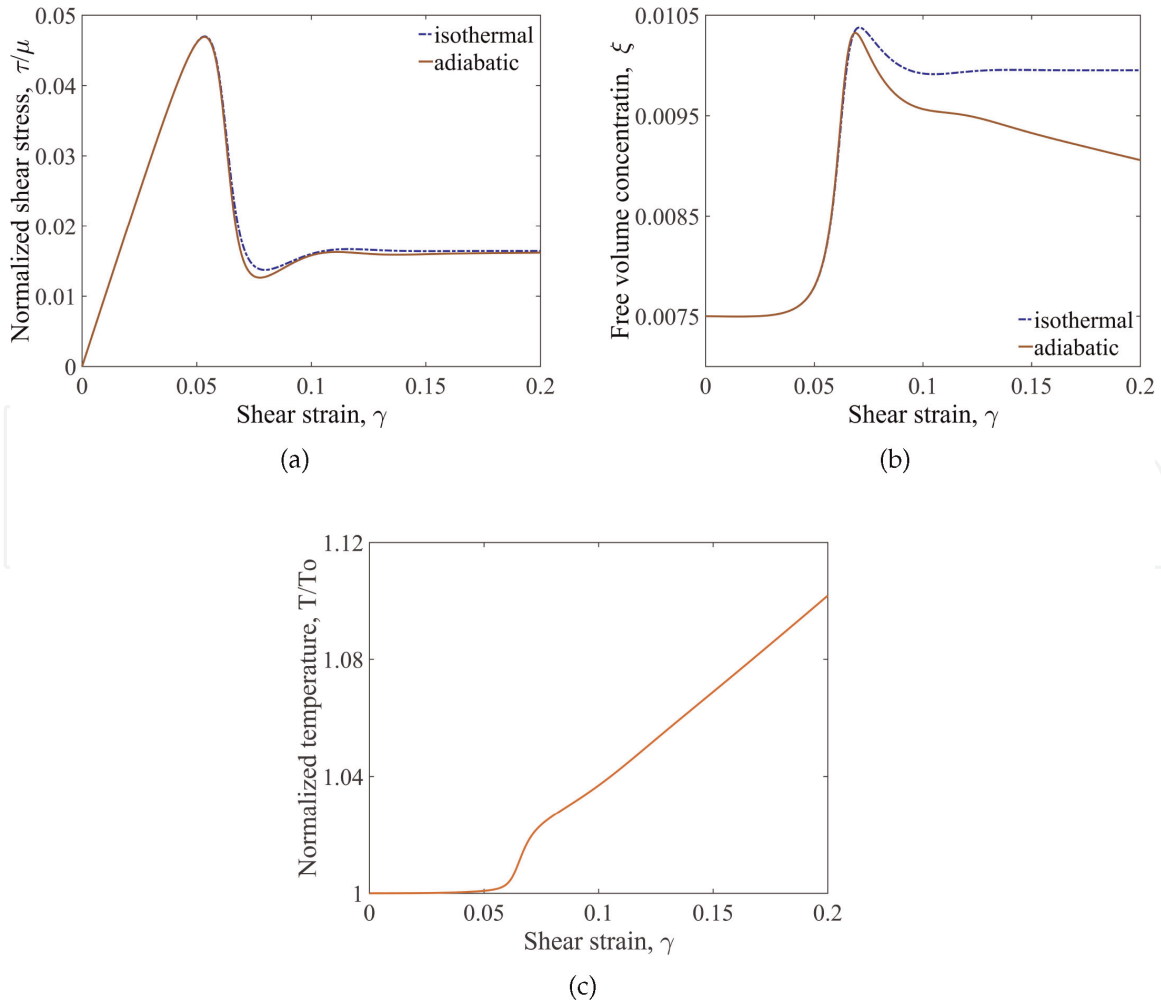 0.05
0.04
0.03
0.02
0.01
0
Normalized shear stress, τ/μ
isothermal
adiabatic
0 0.05 0.1 0.15 0.2
Shear strain, γ
(a)
0.0105
0.0095
0.0085
0.0075
Free volume concentratin, ξ
isothermal
adiabatic
0 0.05 0.1 0.15 0.2
Shear strain, γ
(b)
1.12
1.08
1.04
1
Normalized temperature, T/To
0 0.05 0.1 0.15 0.2
Shear strain, γ
(c)